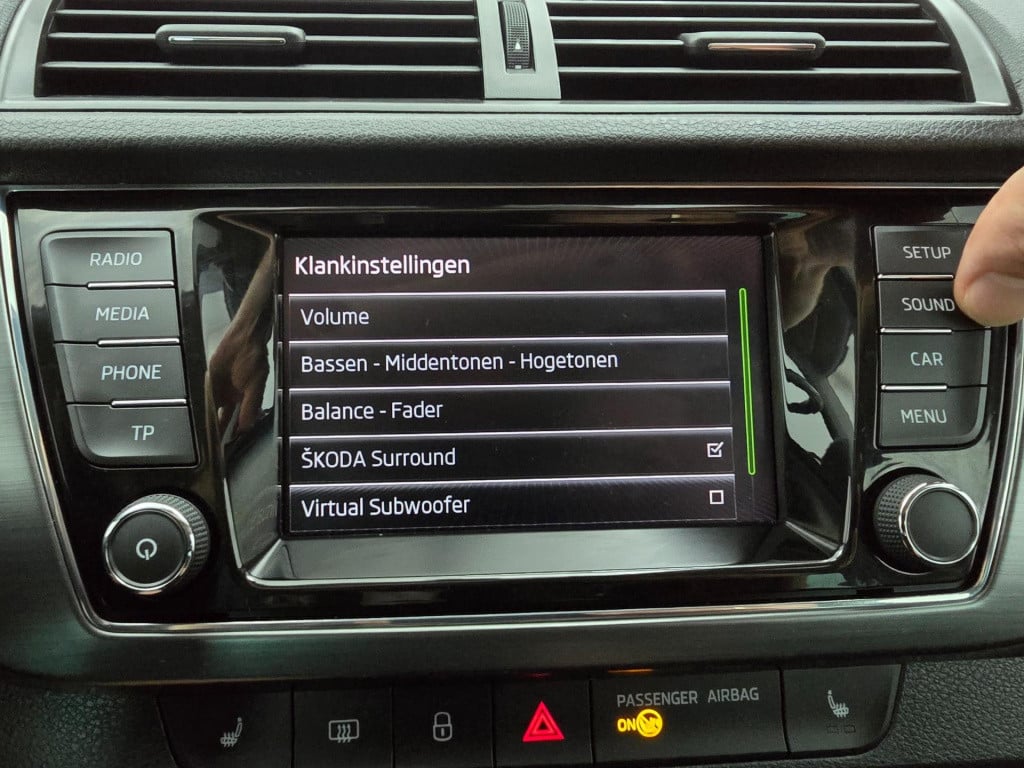 RADIO
MEDIA
PHONE
TP
Klankinstellingen
Volume
Bassen - Middentonen - Hogetonen
Balance - Fader
ŠKODA Surround
Virtual Subwoofer
SETUP
SOUND
CAR
MENU
PASSENGER AIRBAG
ON